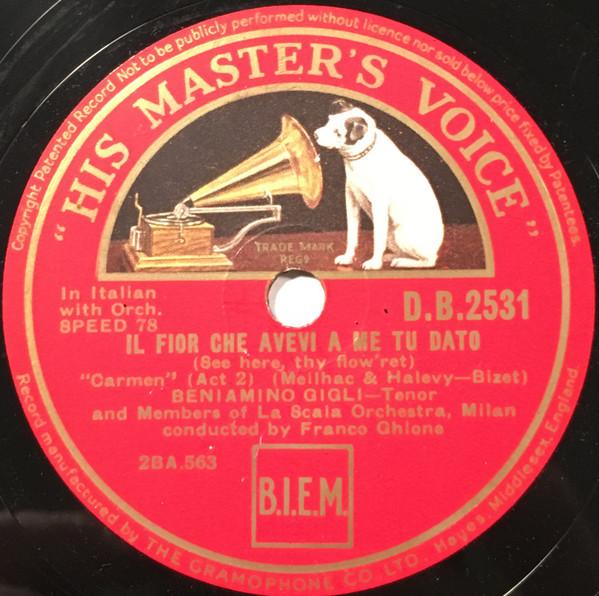 Copyright Patented Record Not to be publicly performed without licence nor sold below price fixed by Patentees.
"HIS MASTER'S VOICE"
TRADE MARK
REGD
In Italian
with Orch.
SPEED 78
D.B.2531
IL FIOR CHE AVEVI A ME TU DATO
(See here, thy flow'ret)
"Carmen" (Act 2) (Meilhac & Halevy—Bizet)
BENIAMINO GIGLI—Tenor
and Members of La Scala Orchestra, Milan
conducted by Franco Ghione
2BA.563
B.I.E.M.
Record manufactured by THE GRAMOPHONE CO., LTD., Hayes, Middlesex, England.